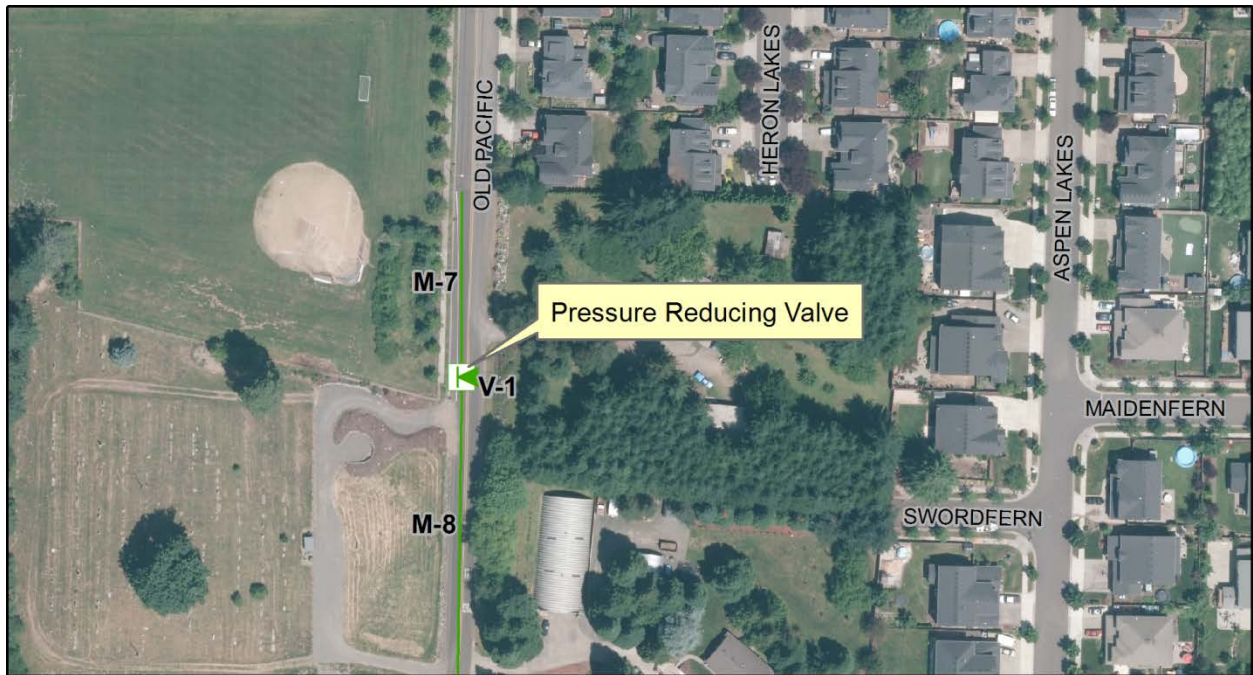 OLD PACIFIC
HERON LAKES
ASPEN LAKES
M-7
Pressure Reducing Valve
V-1
MAIDENFERN
M-8
SWORDFERN